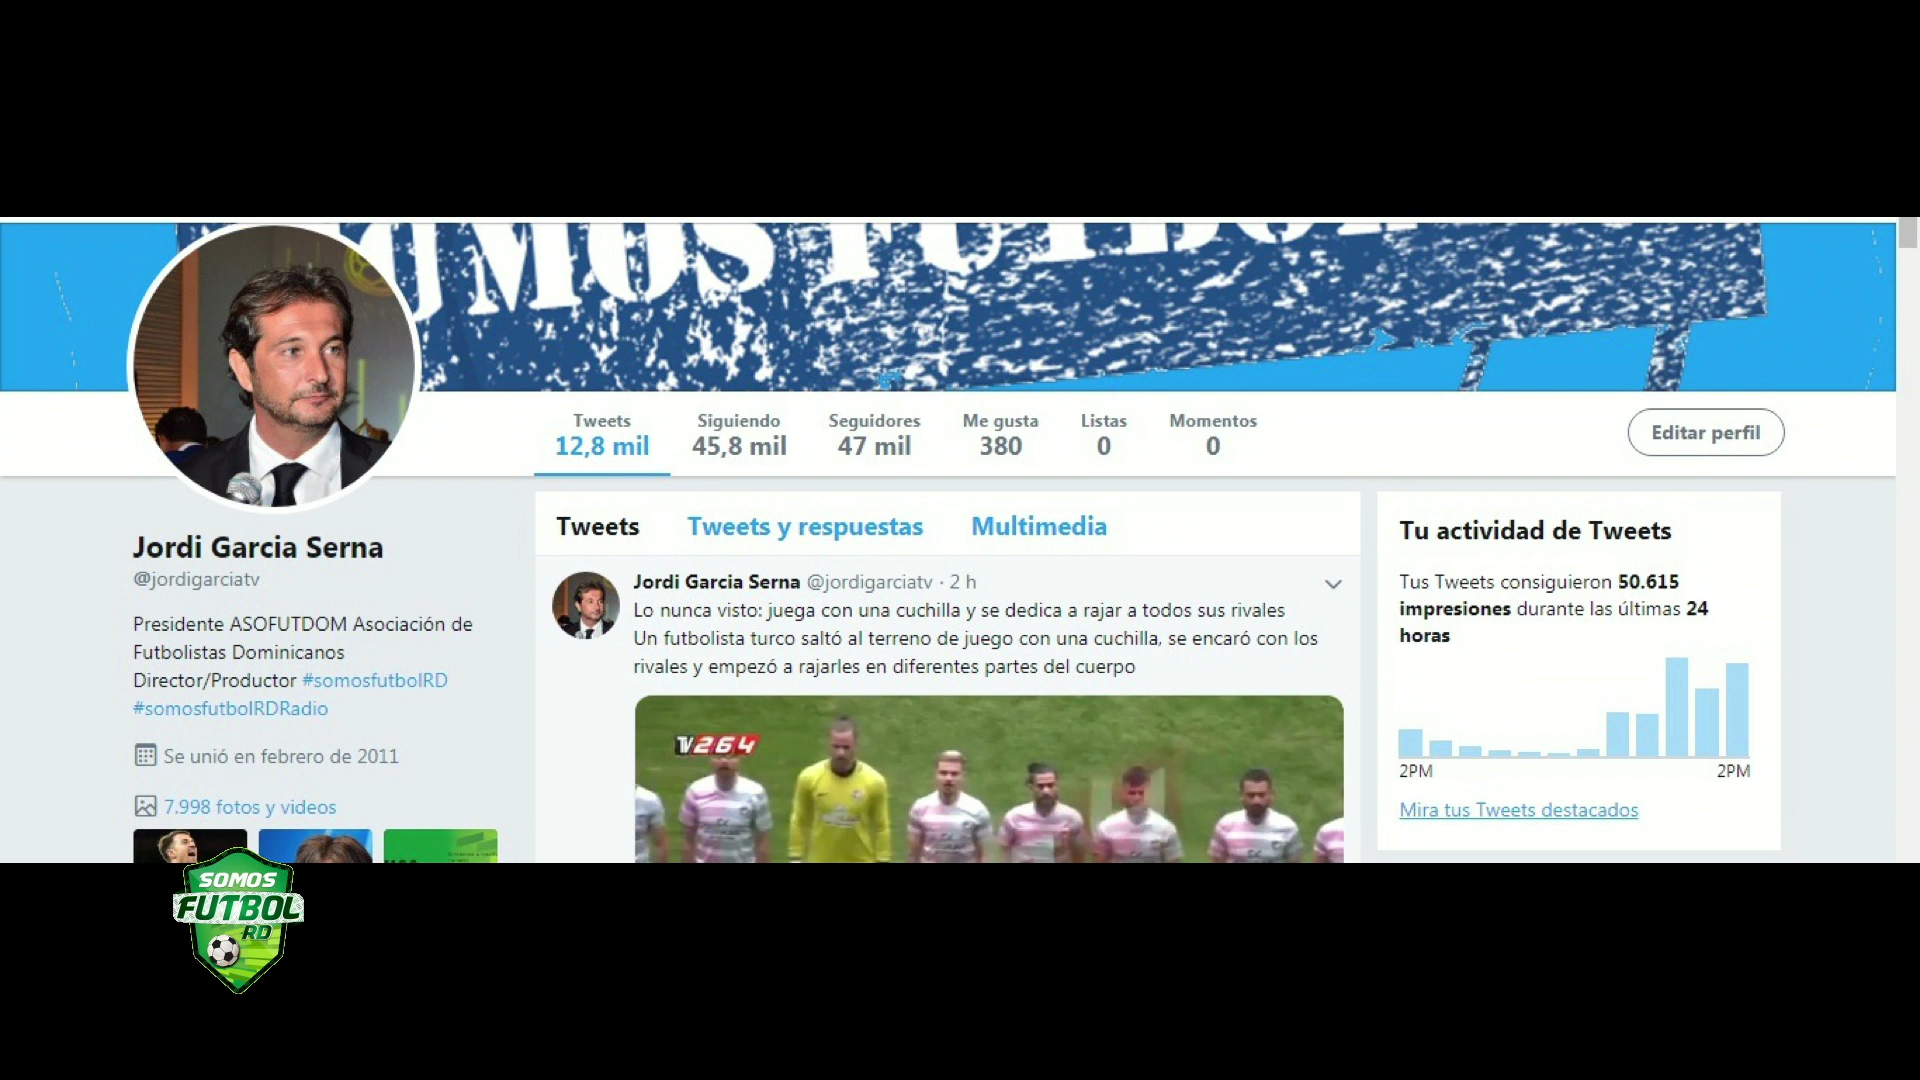 SOMOS FUTBOL
Tweets
12,8 mil
Siguiendo
45,8 mil
Seguidores
47 mil
Me gusta
380
Listas
0
Momentos
0
Editar perfil
Jordi Garcia Serna
@jordigarciatv
Presidente ASOFUTDOM Asociación de
Futbolistas Dominicanos
Director/Productor #somosfutbolRD
#somosfutbolRDRadio
Se unió en febrero de 2011
7.998 fotos y videos
Tweets
Tweets y respuestas
Multimedia
Jordi Garcia Serna @jordigarciatv · 2 h
Lo nunca visto: juega con una cuchilla y se dedica a rajar a todos sus rivales
Un futbolista turco saltó al terreno de juego con una cuchilla, se encaró con los
rivales y empezó a rajarles en diferentes partes del cuerpo
TV264
Tu actividad de Tweets
Tus Tweets consiguieron 50.615
impresiones durante las últimas 24
horas
2PM
2PM
Mira tus Tweets destacados
SOMOS
FUTBOL
RD